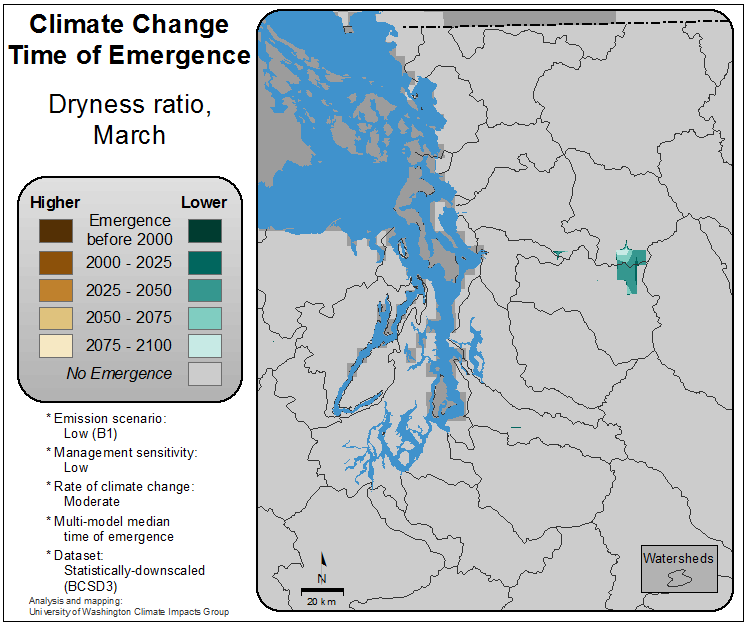 Climate Change
Time of Emergence
Dryness ratio,
March
Higher
Lower
Emergence
before 2000
2000 - 2025
2025 - 2050
2050 - 2075
2075 - 2100
No Emergence
* Emission scenario:
Low (B1)
* Management sensitivity:
Low
* Rate of climate change:
Moderate
* Multi-model median
time of emergence
* Dataset:
Statistically-downscaled
(BCSD3)
Analysis and mapping:
University of Washington Climate Impacts Group
N
20 km
Watersheds